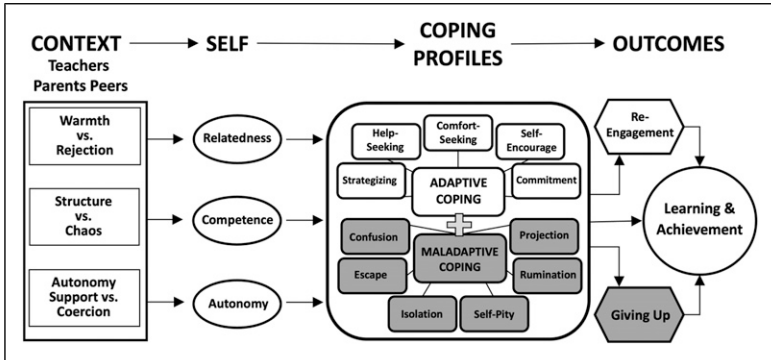 CONTEXT
SELF
COPING
PROFILES
OUTCOMES
Teachers
Parents Peers
Warmth
vs.
Rejection
Structure
vs.
Chaos
Autonomy
Support vs.
Coercion
Relatedness
Competence
Autonomy
Help-
Seeking
Comfort-
Seeking
Self-
Encourage
Strategizing
ADAPTIVE
COPING
Commitment
Confusion
MALADAPTIVE
COPING
Projection
Escape
Rumination
Isolation
Self-Pity
Re-
Engagement
Learning &
Achievement
Giving Up